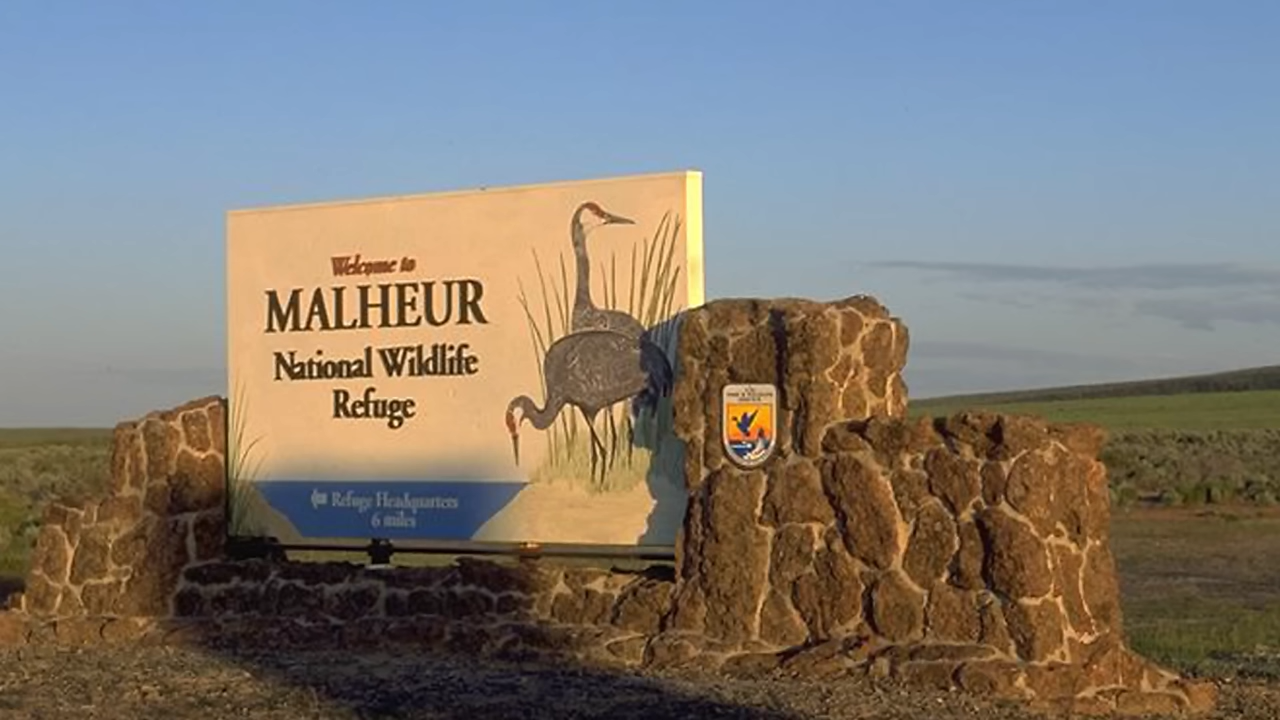 Welcome to
MALHEUR
National Wildlife
Refuge
Refuge Headquarters
6 miles